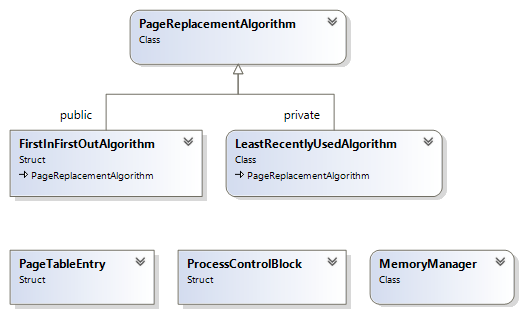 PageReplacementAlgorithm
Class
public
private
FirstInFirstOutAlgorithm
Struct
PageReplacementAlgorithm
LeastRecentlyUsedAlgorithm
Class
PageReplacementAlgorithm
PageTableEntry
Struct
ProcessControlBlock
Struct
MemoryManager
Class